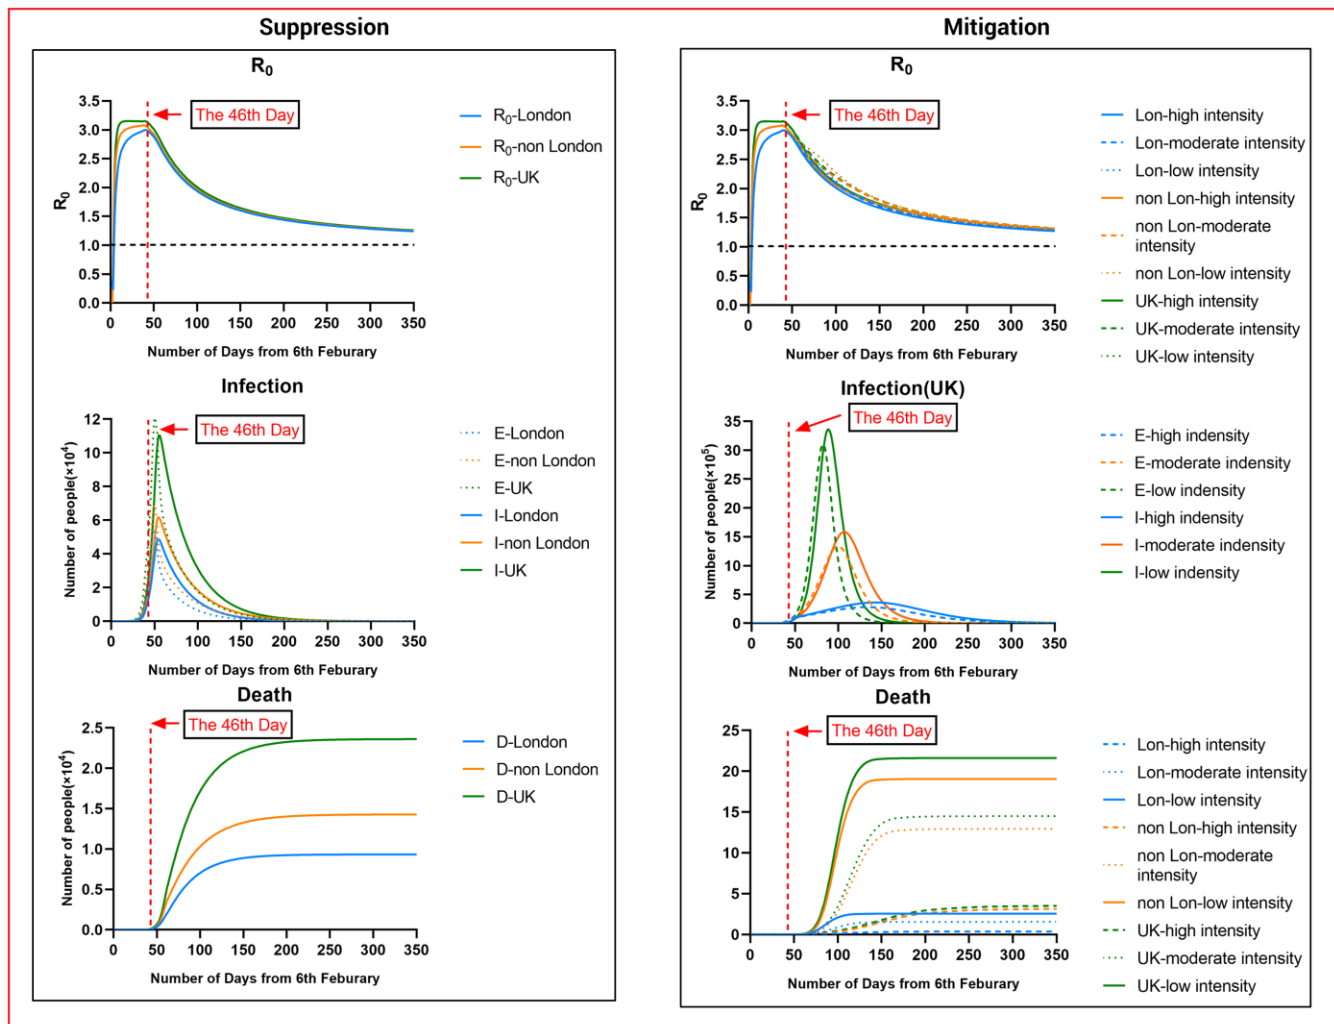 Suppression
R0
3.5
3.0
2.5
2.0
1.5
1.0
0.5
0.0
R0
The 46th Day
0 50 100 150 200 250 300 350
Number of Days from 6th Feburary
R0-London
R0-non London
R0-UK
Infection
12
10
8
6
4
2
0
Number of people(×10^4)
The 46th Day
0 50 100 150 200 250 300 350
Number of Days from 6th Feburary
E-London
E-non London
E-UK
I-London
I-non London
I-UK
Death
2.5
2.0
1.5
1.0
0.5
0.0
Number of people(×10^4)
The 46th Day
0 50 100 150 200 250 300 350
Number of Days from 6th Feburary
D-London
D-non London
D-UK
Mitigation
R0
3.5
3.0
2.5
2.0
1.5
1.0
0.5
0.0
R0
The 46th Day
0 50 100 150 200 250 300 350
Number of Days from 6th Feburary
Lon-high intensity
Lon-moderate intensity
Lon-low intensity
non Lon-high intensity
non Lon-moderate
intensity
non Lon-low intensity
UK-high intensity
UK-moderate intensity
UK-low intensity
Infection(UK)
35
30
25
20
15
10
5
0
Number of people(×10^5)
The 46th Day
0 50 100 150 200 250 300 350
Number of Days from 6th Feburary
E-high indensity
E-moderate indensity
E-low indensity
I-high indensity
I-moderate indensity
I-low indensity
Death
25
20
15
10
5
0
Number of people(×10^4)
The 46th Day
0 50 100 150 200 250 300 350
Number of Days from 6th Feburary
Lon-high intensity
Lon-moderate intensity
Lon-low intensity
non Lon-high intensity
non Lon-moderate
intensity
non Lon-low intensity
UK-high intensity
UK-moderate intensity
UK-low intensity